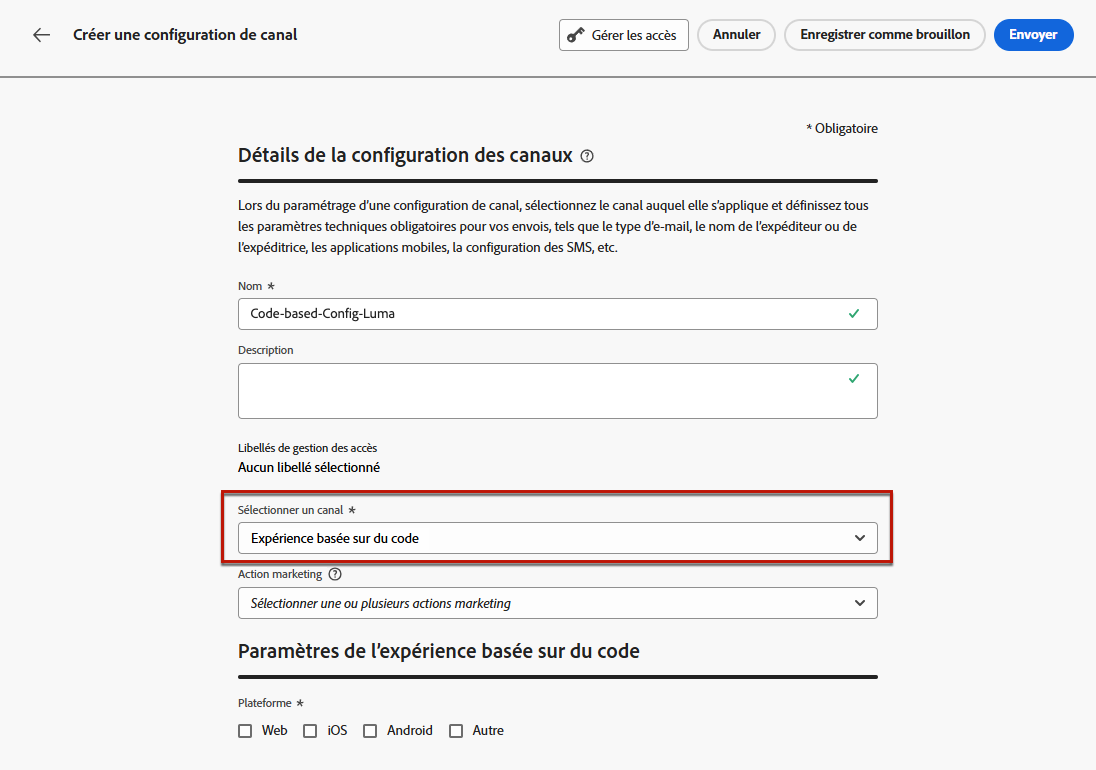 Créer une configuration de canal
Gérer les accès
Annuler
Enregistrer comme brouillon
Envoyer
* Obligatoire
Détails de la configuration des canaux
Lors du paramétrage d’une configuration de canal, sélectionnez le canal auquel elle s’applique et définissez tous
les paramètres techniques obligatoires pour vos envois, tels que le type d’e-mail, le nom de l’expéditeur ou de
l’expéditrice, les applications mobiles, la configuration des SMS, etc.
Nom *
Code-based-Config-Luma
Description
Libellés de gestion des accès
Aucun libellé sélectionné
Sélectionner un canal *
Expérience basée sur du code
Action marketing
Sélectionner une ou plusieurs actions marketing
Paramètres de l’expérience basée sur du code
Plateforme *
Web iOS Android Autre